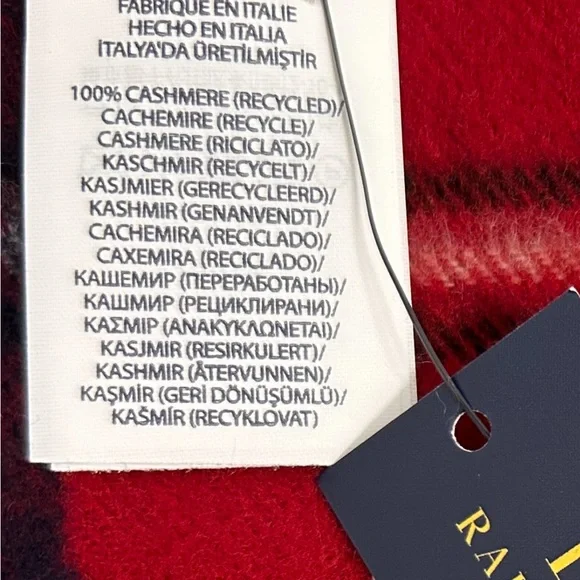 FABRIQUÉ EN ITALIE
HECHO EN ITALIA
İTALYA'DA ÜRETİLMİŞTİR
100% CASHMERE (RECYCLED)/
CACHEMIRE (RECYCLE)/
CASHMERE (RICICLATO)/
KASCHMIR (RECYCELT)/
KASJMIER (GERECYCLEERD)/
KASHMIR (GENANVENDT)/
CACHEMIRA (RECICLADO)/
CAXEMIRA (RECICLADO)/
КАШЕМИР (ПЕРЕРАБОТАНЫ)/
КАШМИР (РЕЦИКЛИРАНИ)/
ΚΑΣΜΙΡ (ΑΝΑΚΥΚΛΩΝΕΤΑΙ)/
KASJMIR (RESIRKULERT)/
KASHMIR (ÅTERVUNNEN)/
KAŞMİR (GERİ DÖNÜŞÜMLÜ)/
KAŠMÍR (RECYKLOVAT)